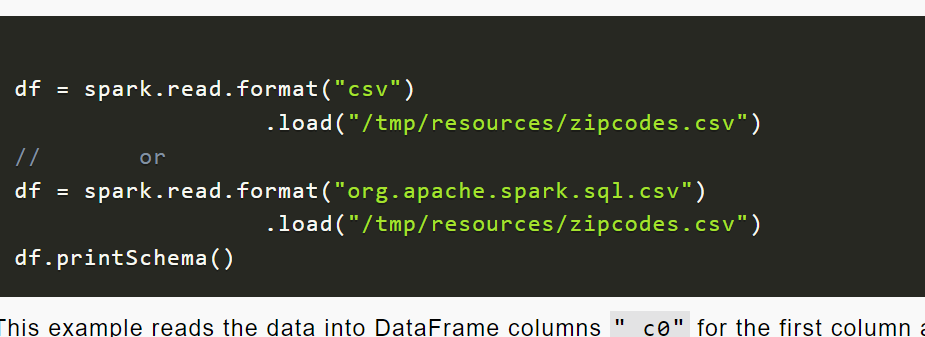 df = spark.read.format("csv")
                  .load("/tmp/resources/zipcodes.csv")
//       or
df = spark.read.format("org.apache.spark.sql.csv")
                  .load("/tmp/resources/zipcodes.csv")
df.printSchema()
This example reads the data into DataFrame columns "_c0" for the first column a